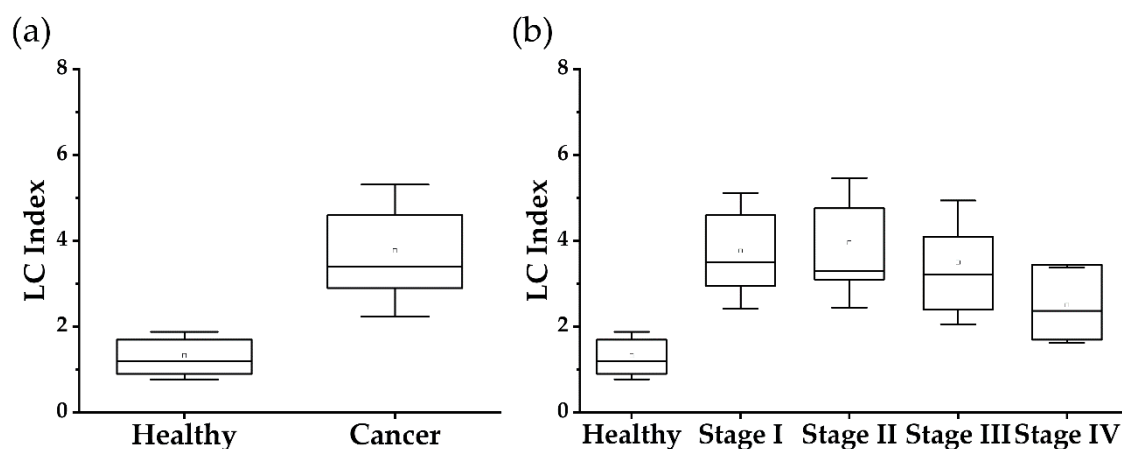 (a)
8
6
4
2
0
LC Index
Healthy Cancer
(b)
8
6
4
2
0
LC Index
Healthy Stage I Stage II Stage III Stage IV